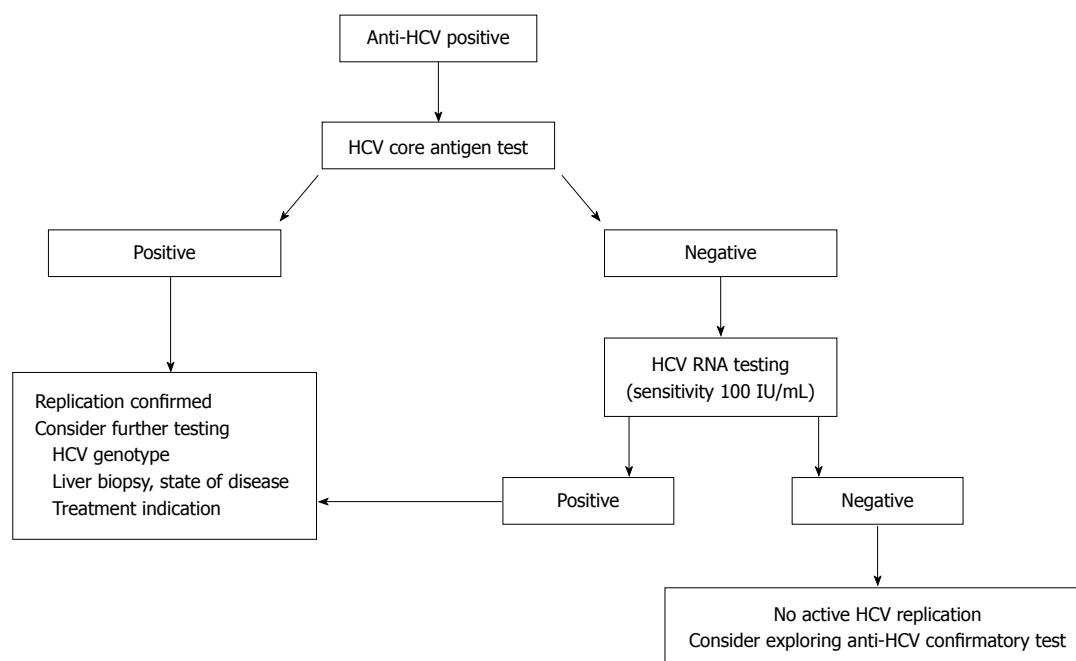 Anti-HCV positive
HCV core antigen test
Positive
Negative
HCV RNA testing
(sensitivity 100 IU/mL)
Replication confirmed
Consider further testing
HCV genotype
Liver biopsy, state of disease
Treatment indication
Positive
Negative
No active HCV replication
Consider exploring anti-HCV confirmatory test